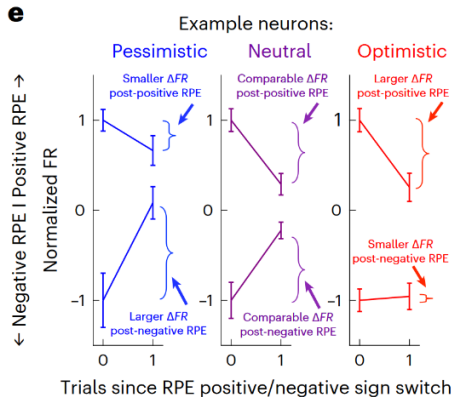 e
Example neurons:
Pessimistic
Neutral
Optimistic
Smaller ΔFR
post-positive RPE
Comparable ΔFR
post-positive RPE
Larger ΔFR
post-positive RPE
← Negative RPE | Positive RPE →
Normalized FR
1
0
–1
1
0
–1
1
0
–1
Larger ΔFR
post-negative RPE
Comparable ΔFR
post-negative RPE
Smaller ΔFR
post-negative RPE
0 1
0 1
0 1
Trials since RPE positive/negative sign switch